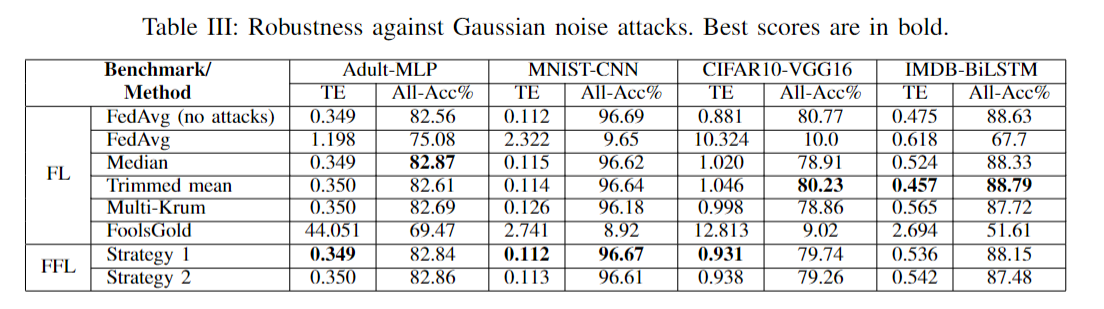 Table III: Robustness against Gaussian noise attacks. Best scores are in bold.
Benchmark/ Method Adult-MLP MNIST-CNN CIFAR10-VGG16 IMDB-BiLSTM
TE All-Acc% TE All-Acc% TE All-Acc% TE All-Acc%
FL
FedAvg (no attacks) 0.349 82.56 0.112 96.69 0.881 80.77 0.475 88.63
FedAvg 1.198 75.08 2.322 9.65 10.324 10.0 0.618 67.7
Median 0.349 82.87 0.115 96.62 1.020 78.91 0.524 88.33
Trimmed mean 0.350 82.61 0.114 96.64 1.046 80.23 0.457 88.79
Multi-Krum 0.350 82.69 0.126 96.18 0.998 78.86 0.565 87.72
FoolsGold 44.051 69.47 2.741 8.92 12.813 9.02 2.694 51.61
FFL
Strategy 1 0.349 82.84 0.112 96.67 0.931 79.74 0.536 88.15
Strategy 2 0.350 82.86 0.113 96.61 0.938 79.26 0.542 87.48